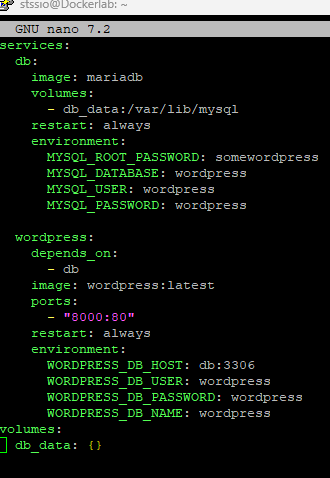 stssio@Dockerlab: ~
GNU nano 7.2
services:
  db:
    image: mariadb
    volumes:
      - db_data:/var/lib/mysql
    restart: always
    environment:
      MYSQL_ROOT_PASSWORD: somewordpress
      MYSQL_DATABASE: wordpress
      MYSQL_USER: wordpress
      MYSQL_PASSWORD: wordpress

  wordpress:
    depends_on:
      - db
    image: wordpress:latest
    ports:
      - "8000:80"
    restart: always
    environment:
      WORDPRESS_DB_HOST: db:3306
      WORDPRESS_DB_USER: wordpress
      WORDPRESS_DB_PASSWORD: wordpress
      WORDPRESS_DB_NAME: wordpress
volumes:
  db_data: {}